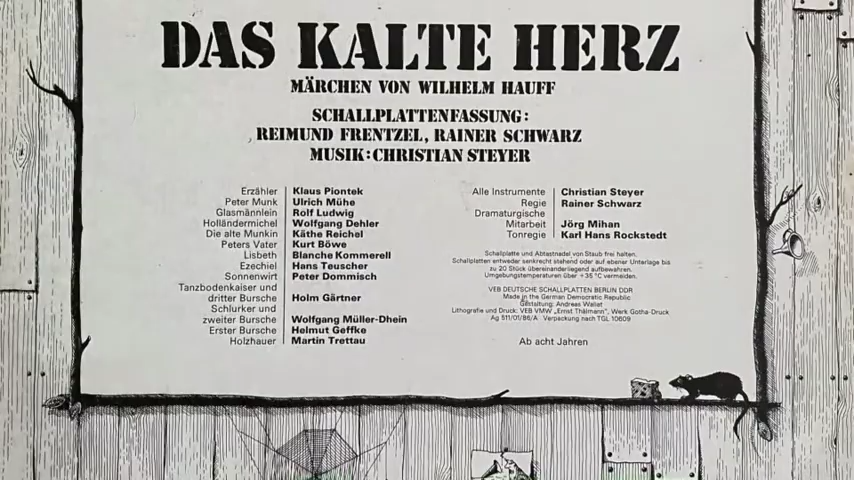 DAS KALTE HERZ
MÄRCHEN VON WILHELM HAUFF
SCHALLPLATTENFASSUNG:
REIMUND FRENTZEL, RAINER SCHWARZ
MUSIK: CHRISTIAN STEYER
Erzähler Klaus Piontek
Peter Munk Ulrich Mühe
Glasmännlein Rolf Ludwig
Holländermichel Wolfgang Dehler
Die alte Munkin Käthe Reichel
Peters Vater Kurt Böwe
Lisbeth Blanche Kommerell
Ezechiel Hans Teuscher
Sonnenwirt Peter Dommisch
Tanzbodenkaiser und
dritter Bursche Holm Gärtner
Schlurker und
zweiter Bursche Wolfgang Müller-Dhein
Erster Bursche Helmut Geffke
Holzhauer Martin Trettau
Alle Instrumente Christian Steyer
Regie Rainer Schwarz
Dramaturgische
Mitarbeit Jörg Mihan
Tonregie Karl Hans Rockstedt
Schallplatte und Abtastnadel von Staub frei halten.
Schallplatten entweder senkrecht stehend oder auf ebener Unterlage bis
zu 20 Stück übereinanderliegend aufbewahren.
Umgebungstemperaturen über +35 °C vermeiden.
VEB DEUTSCHE SCHALLPLATTEN BERLIN DDR
Made in the German Democratic Republic
Gestaltung: Andreas Wallat
Lithografie und Druck: VEB VMW „Ernst Thälmann", Werk Gotha-Druck
Ag 511/01/86/A Verpackung nach TGL 10609
Ab acht Jahren